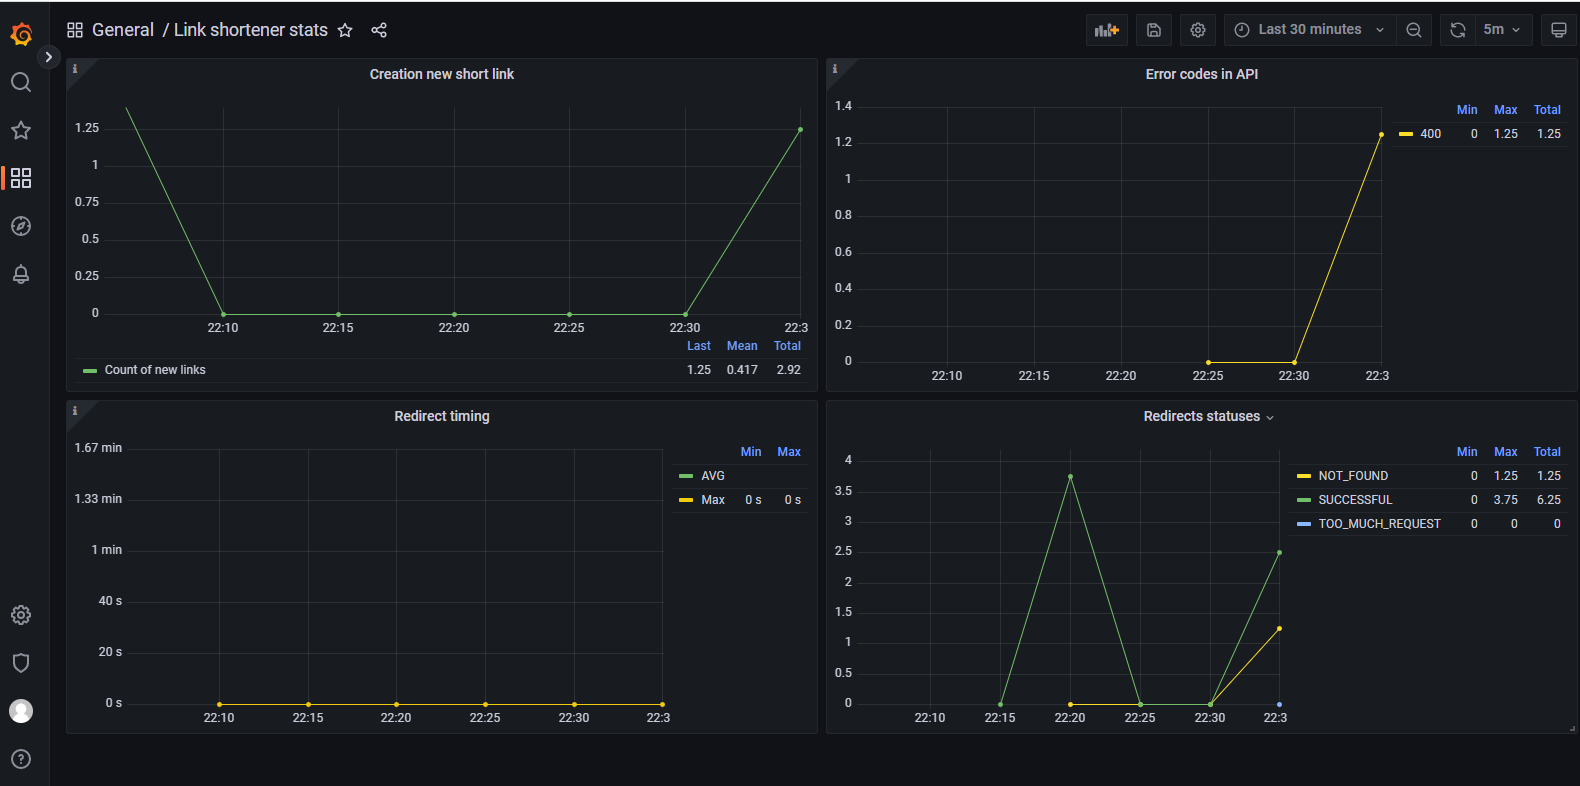 General / Link shortener stats
Last 30 minutes
5m
Creation new short link
1.25
1
0.75
0.5
0.25
0
22:10 22:15 22:20 22:25 22:30 22:3
Last Mean Total
Count of new links 1.25 0.417 2.92
Error codes in API
1.4
1.2
1
0.8
0.6
0.4
0.2
0
22:10 22:15 22:20 22:25 22:30 22:3
Min Max Total
400 0 1.25 1.25
Redirect timing
1.67 min
1.33 min
1 min
40 s
20 s
0 s
22:10 22:15 22:20 22:25 22:30 22:3
Min Max
AVG
Max 0 s 0 s
Redirects statuses
4
3.5
3
2.5
2
1.5
1
0.5
0
22:10 22:15 22:20 22:25 22:30 22:3
Min Max Total
NOT_FOUND 0 1.25 1.25
SUCCESSFUL 0 3.75 6.25
TOO_MUCH_REQUEST 0 0 0